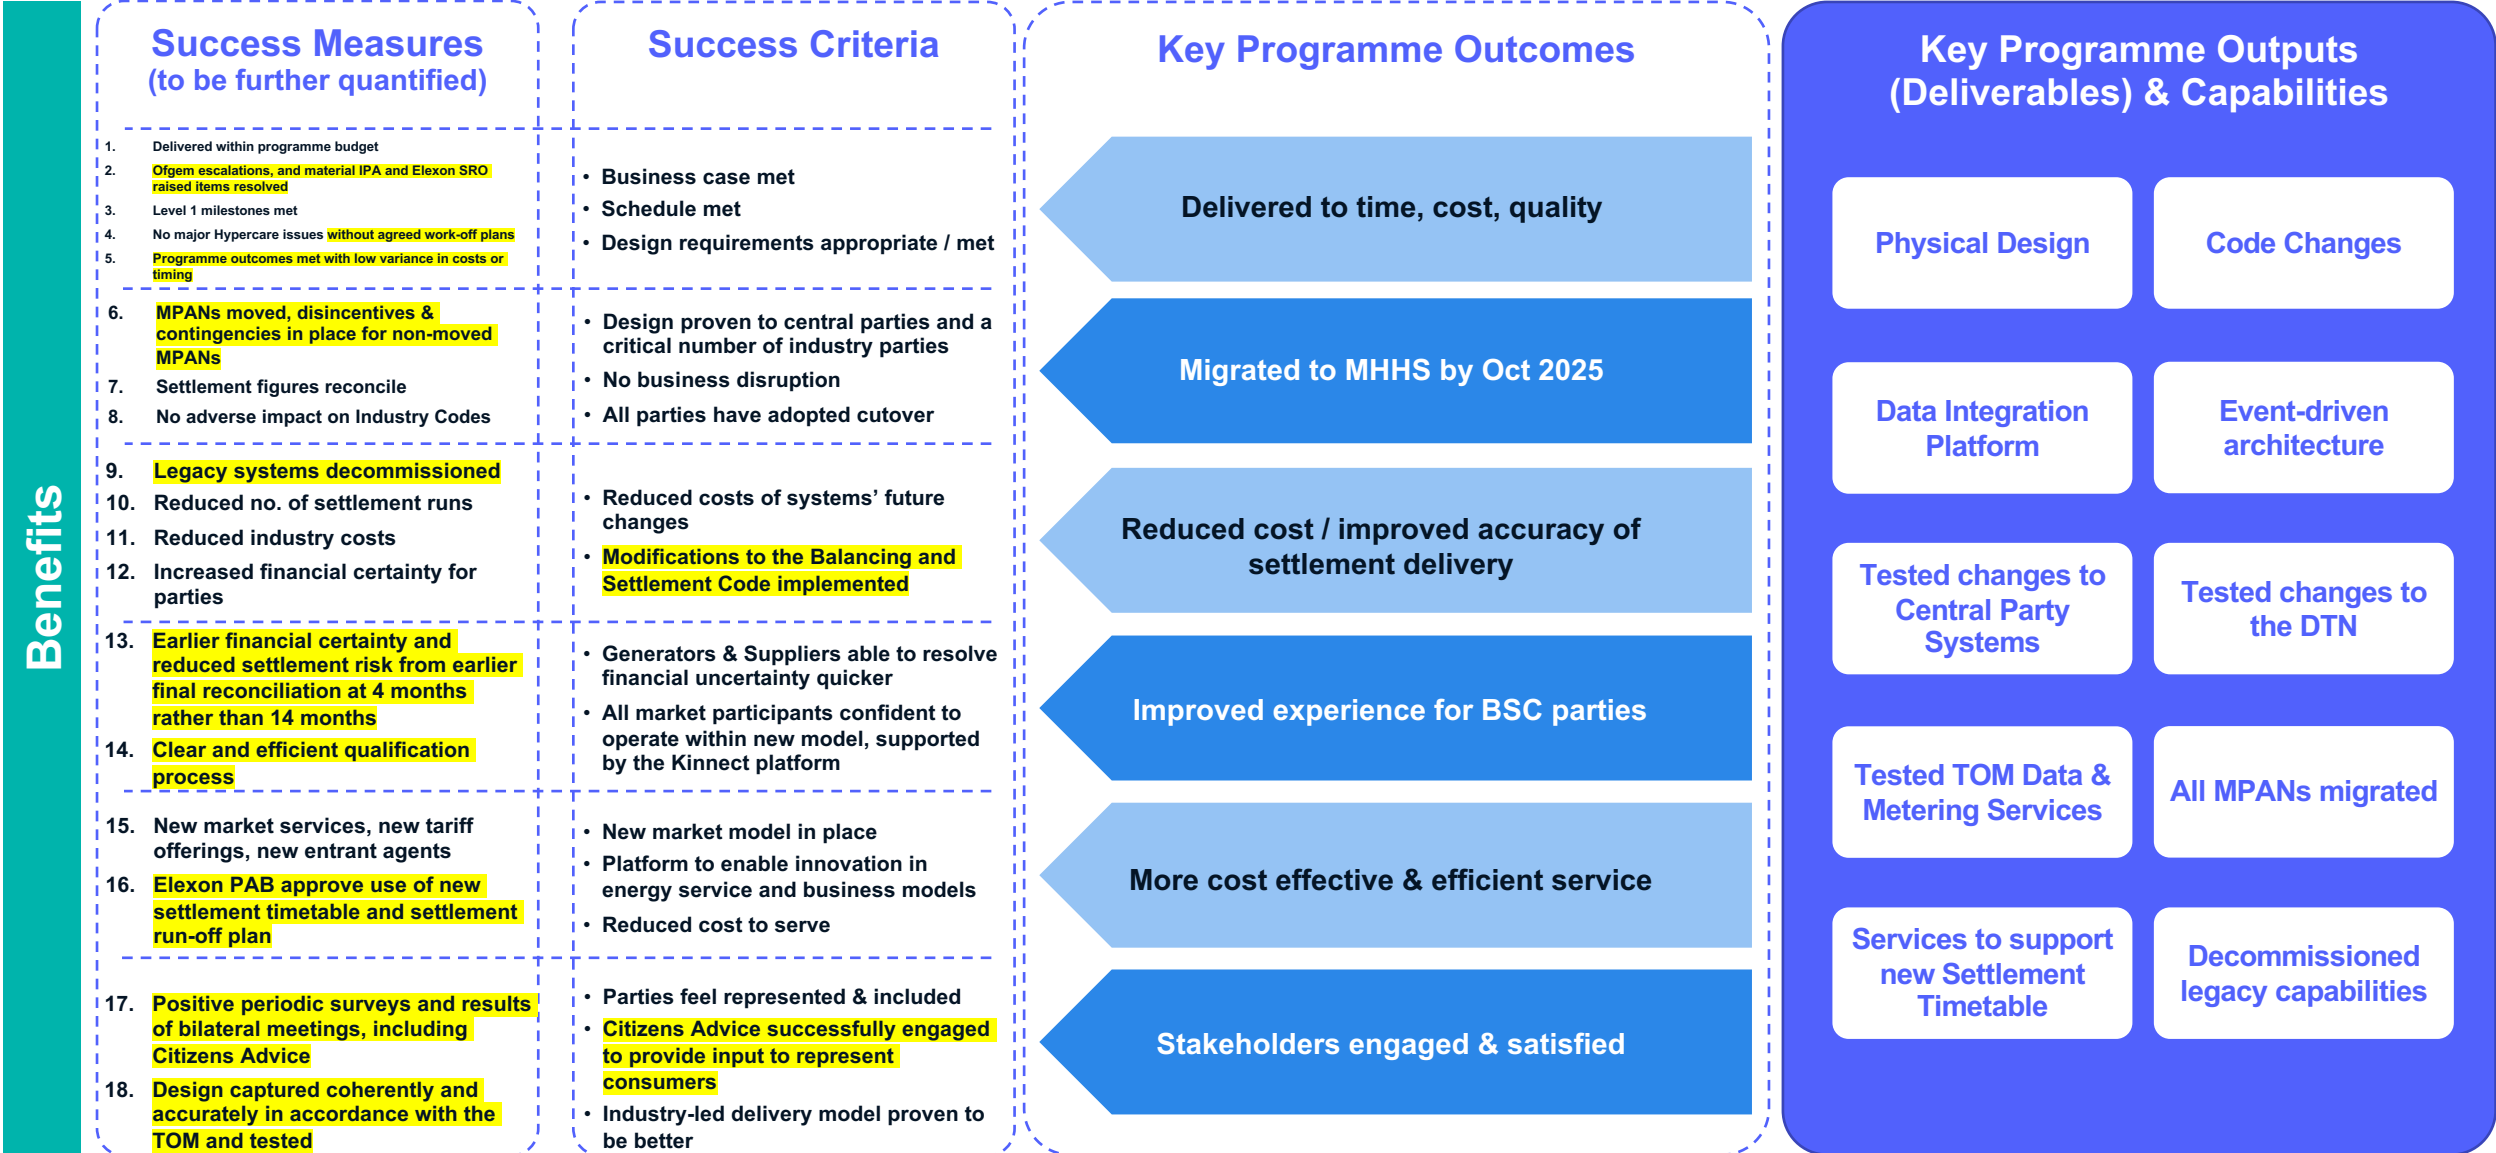 Benefits
Success Measures
(to be further quantified)
1. Delivered within programme budget
2. Ofgem escalations, and material IPA and Elexon SRO
raised items resolved
3. Level 1 milestones met
4. No major Hypercare issues without agreed work-off plans
5. Programme outcomes met with low variance in costs or
timing
6. MPANs moved, disincentives &
contingencies in place for non-moved
MPANs
7. Settlement figures reconcile
8. No adverse impact on Industry Codes
9. Legacy systems decommissioned
10. Reduced no. of settlement runs
11. Reduced industry costs
12. Increased financial certainty for
parties
13. Earlier financial certainty and
reduced settlement risk from earlier
final reconciliation at 4 months
rather than 14 months
14. Clear and efficient qualification
process
15. New market services, new tariff
offerings, new entrant agents
16. Elexon PAB approve use of new
settlement timetable and settlement
run-off plan
17. Positive periodic surveys and results
of bilateral meetings, including
Citizens Advice
18. Design captured coherently and
accurately in accordance with the
TOM and tested
Success Criteria
• Business case met
• Schedule met
• Design requirements appropriate / met
• Design proven to central parties and a
critical number of industry parties
• No business disruption
• All parties have adopted cutover
• Reduced costs of systems’ future
changes
• Modifications to the Balancing and
Settlement Code implemented
• Generators & Suppliers able to resolve
financial uncertainty quicker
• All market participants confident to
operate within new model, supported
by the Kinnect platform
• New market model in place
• Platform to enable innovation in
energy service and business models
• Reduced cost to serve
• Parties feel represented & included
• Citizens Advice successfully engaged
to provide input to represent
consumers
• Industry-led delivery model proven to
be better
Key Programme Outcomes
Delivered to time, cost, quality
Migrated to MHHS by Oct 2025
Reduced cost / improved accuracy of
settlement delivery
Improved experience for BSC parties
More cost effective & efficient service
Stakeholders engaged & satisfied
Key Programme Outputs
(Deliverables) & Capabilities
Physical Design
Code Changes
Data Integration
Platform
Event-driven
architecture
Tested changes to
Central Party
Systems
Tested changes to
the DTN
Tested TOM Data &
Metering Services
All MPANs migrated
Services to support
new Settlement
Timetable
Decommissioned
legacy capabilities